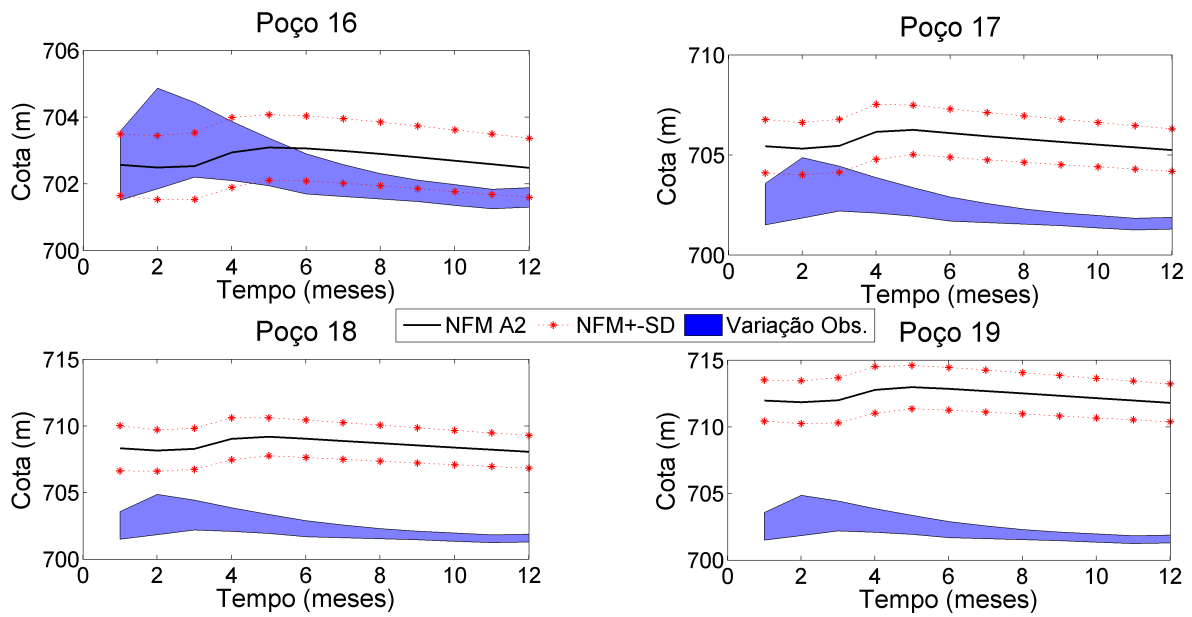 Poço 16
Cota (m)
706
704
702
700
0 2 4 6 8 10 12
Tempo (meses)
Poço 17
Cota (m)
710
705
700
0 2 4 6 8 10 12
Tempo (meses)
NFM A2 NFM+-SD Variação Obs.
Poço 18
Cota (m)
715
710
705
700
0 2 4 6 8 10 12
Tempo (meses)
Poço 19
Cota (m)
715
710
705
700
0 2 4 6 8 10 12
Tempo (meses)